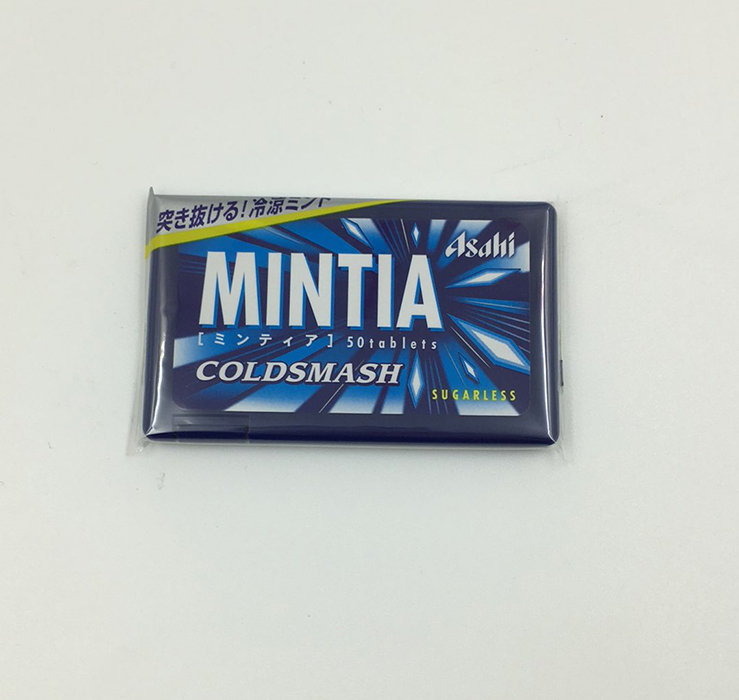 突き抜ける!冷涼ミント
Asahi
MINTIA
[ミンティア] 50tablets
COLDSMASH
SUGARLESS